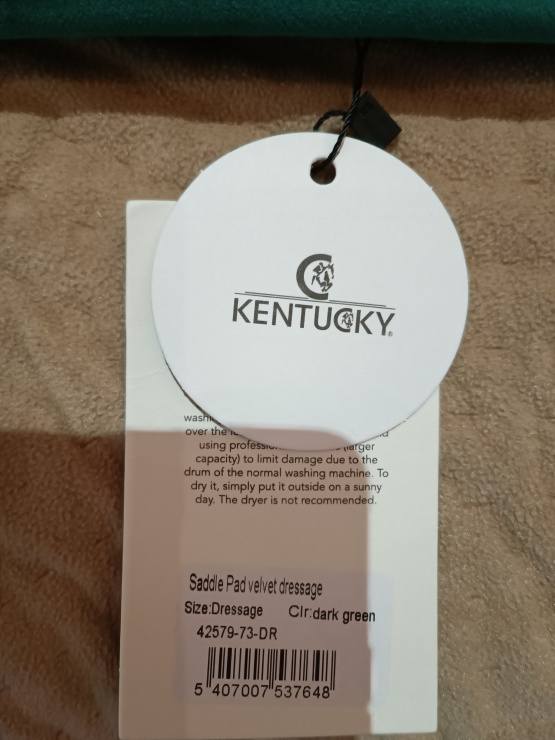 KENTUCKY®
over the
using (larger
capacity) to limit damage due to the
drum of the normal washing machine. To
dry it, simply put it outside on a sunny
day. The dryer is not recommended.
Saddle Pad velvet dressage
Size:Dressage Clr:dark green
42579-73-DR
5 407007 537648